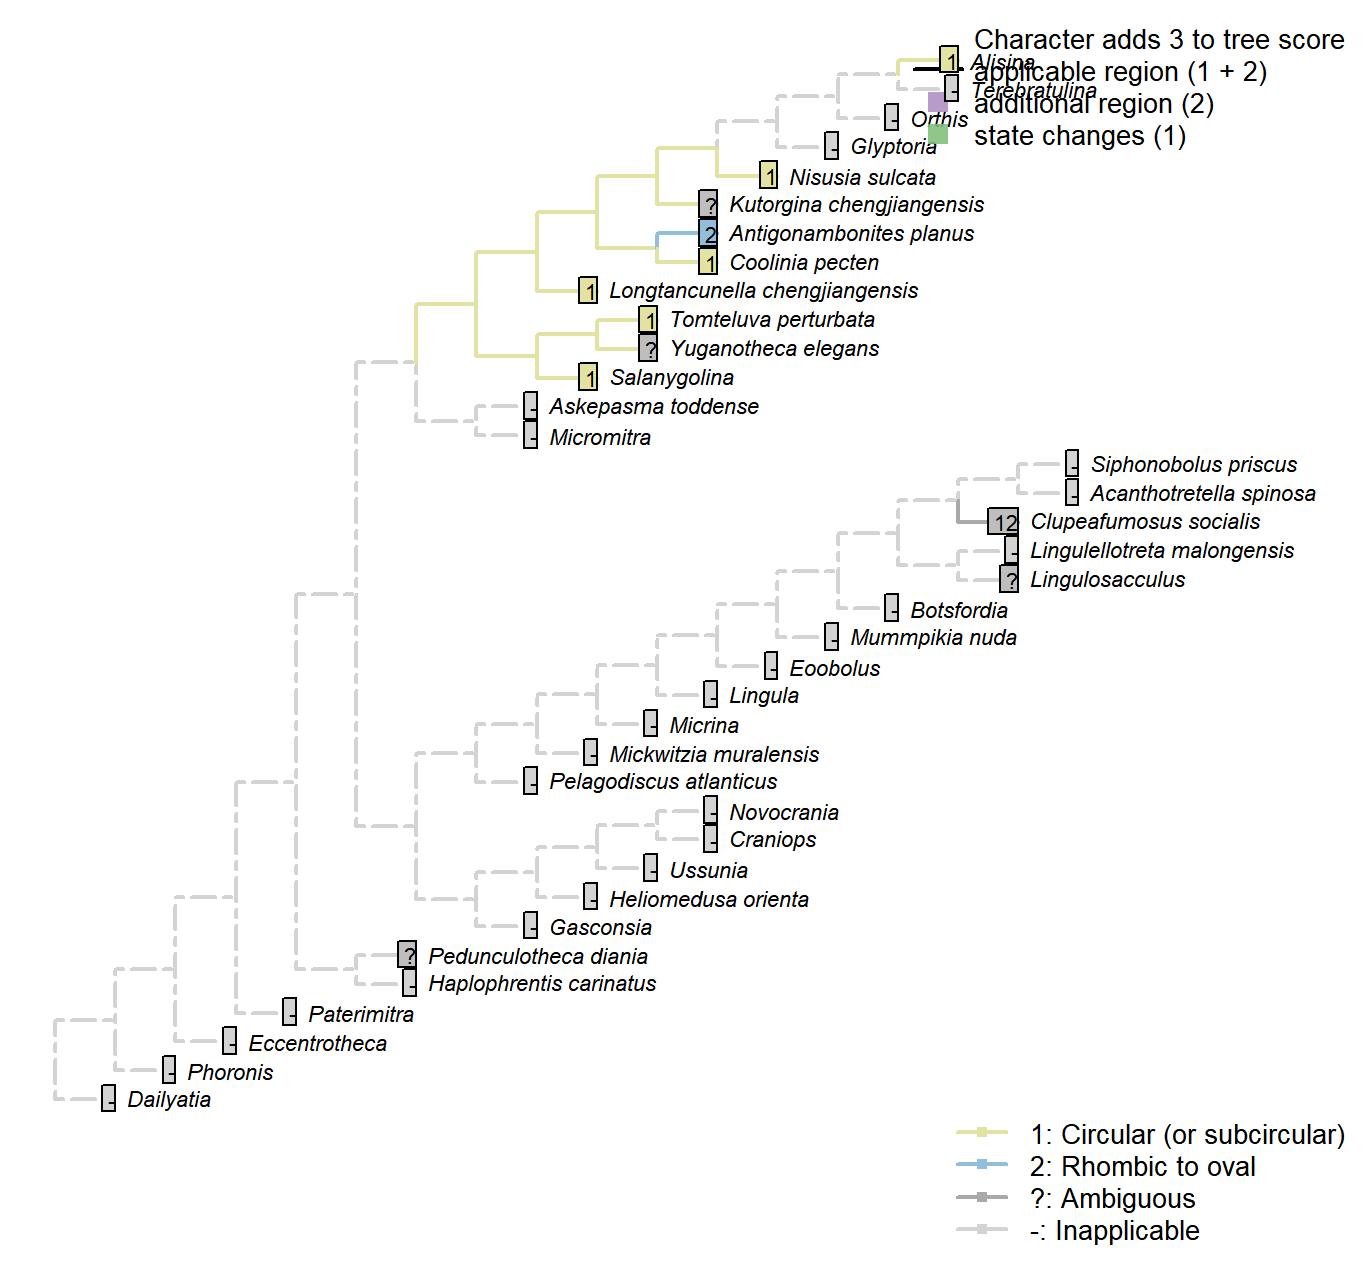 Character adds 3 to tree score
1 Alisina
applicable region (1 + 2)
- Terebratulina
additional region (2)
- Orthis
state changes (1)
- Glyptoria
1 Nisusia sulcata
? Kutorgina chengjiangensis
2 Antigonambonites planus
1 Coolinia pecten
1 Longtancunella chengjiangensis
1 Tomteluva perturbata
? Yuganotheca elegans
1 Salanygolina
- Askepasma toddense
- Micromitra
- Siphonobolus priscus
- Acanthotretella spinosa
12 Clupeafumosus socialis
- Lingulellotreta malongensis
? Lingulosacculus
- Botsfordia
- Mummpikia nuda
- Eoobolus
- Lingula
- Micrina
- Mickwitzia muralensis
- Pelagodiscus atlanticus
- Novocrania
- Craniops
- Ussunia
- Heliomedusa orienta
- Gasconsia
? Pedunculotheca diania
- Haplophrentis carinatus
- Paterimitra
- Eccentrotheca
- Phoronis
- Dailyatia
1: Circular (or subcircular)
2: Rhombic to oval
?: Ambiguous
-: Inapplicable